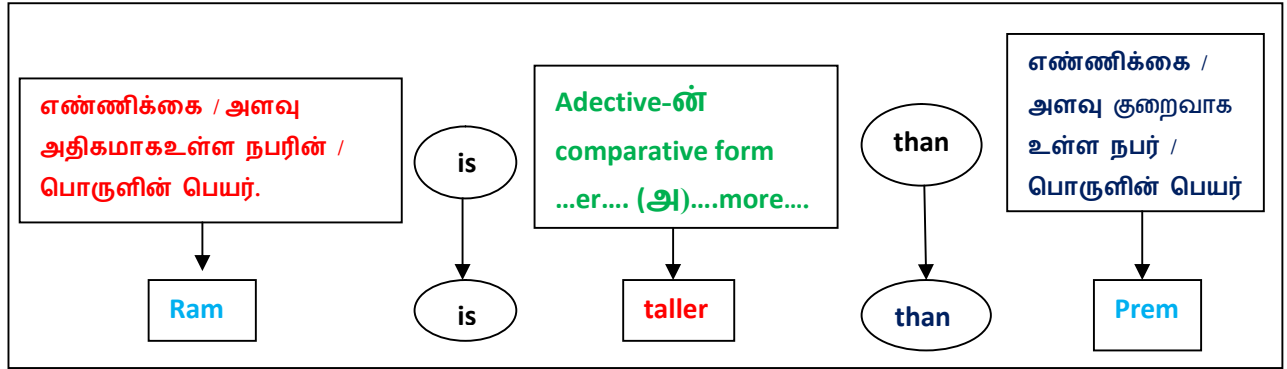 எண்ணிக்கை / அளவு
அதிகமாகஉள்ள நபரின் /
பொருளின் பெயர்.
is
Adective-ன்
comparative form
...er.... (அ)....more....
than
எண்ணிக்கை /
அளவு குறைவாக
உள்ள நபர் /
பொருளின் பெயர்
Ram
is
taller
than
Prem